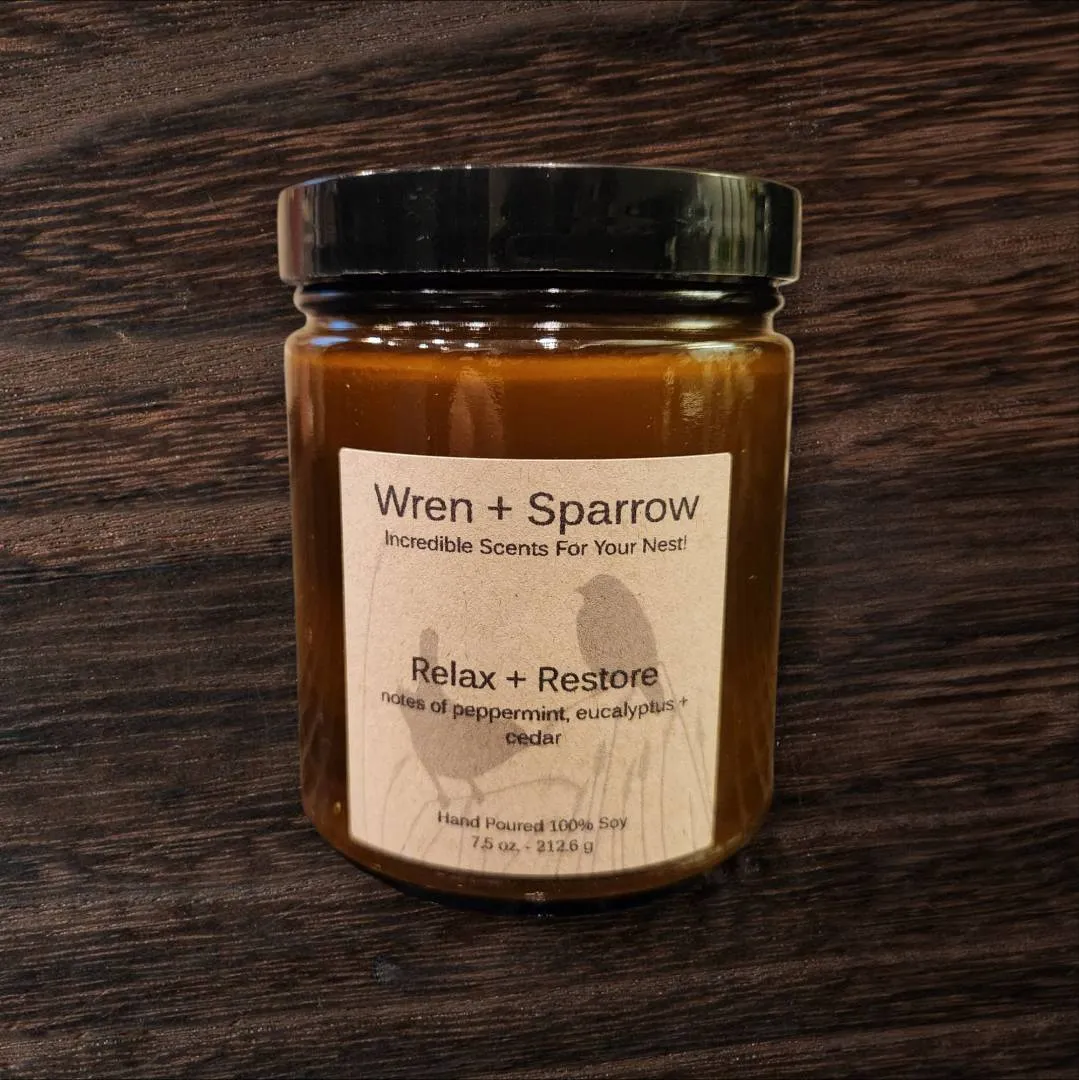 Wren + Sparrow
Incredible Scents For Your Nest!
Relax + Restore
notes of peppermint, eucalyptus +
cedar
Hand Poured 100% Soy
7.5 oz. - 212.6 g